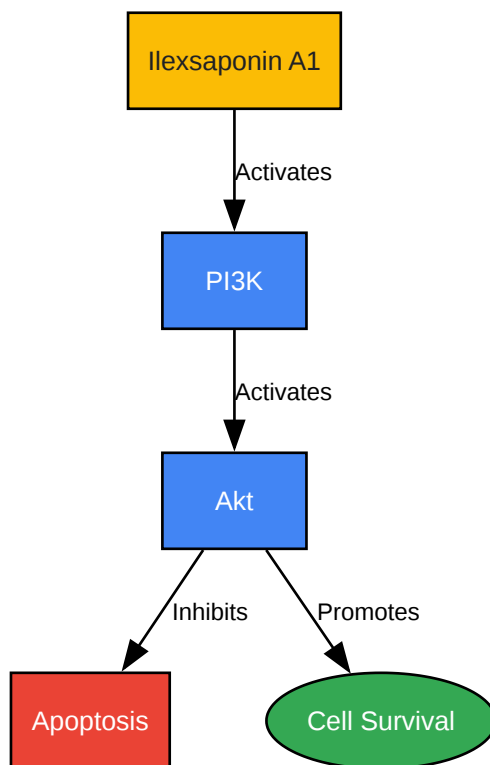 Ilexsaponin A1
Activates
PI3K
Activates
Akt
Inhibits
Promotes
Apoptosis
Cell Survival